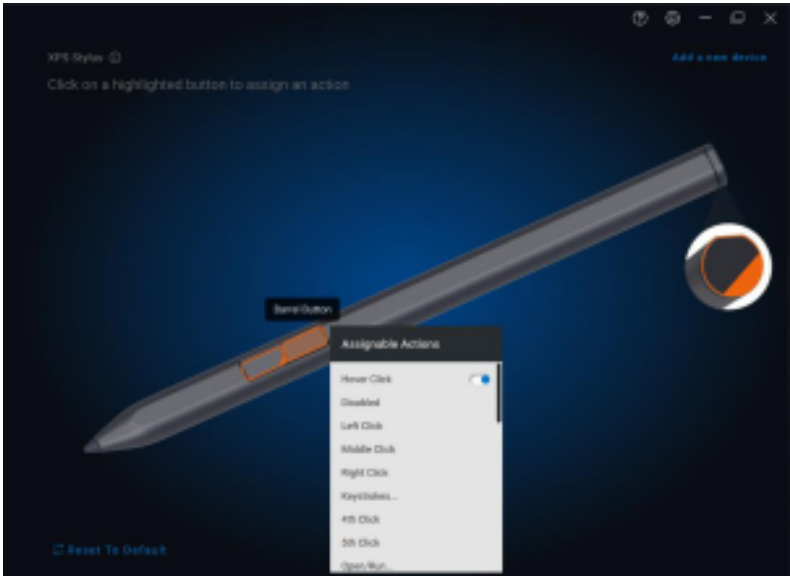 XPS Stylus
Add a new device
Click on a highlighted button to assign an action
Barrel Button
Assignable Actions
Hover Click
Disabled
Left Click
Middle Click
Right Click
Keystrokes...
4th Click
5th Click
Open/Run...
Reset To Default